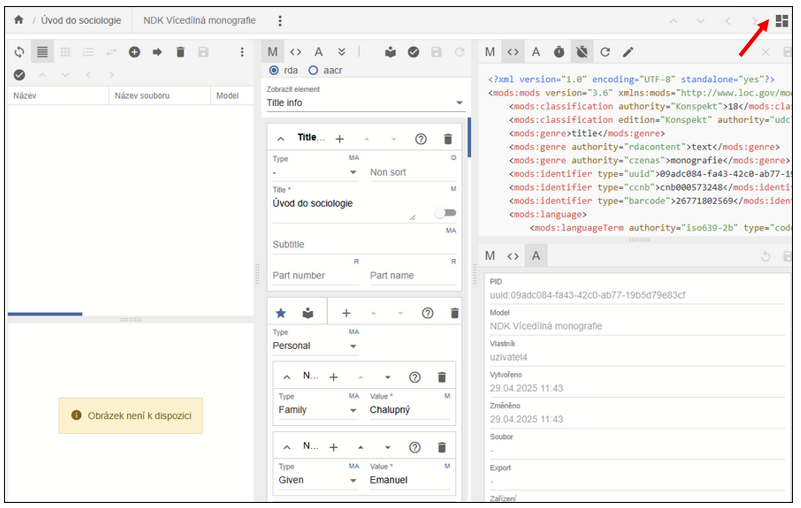 / Úvod do sociologie NDK Vícedílná monografie
M A
rda aacr
Zobrazit element
Title info
Název Název souboru Model
Title...
Type MA
-
Non sort O
Title * M
Úvod do sociologie
Subtitle MA
Part number R
Part name R
Type MA
Personal
N...
Type MA
Family
Value * M
Chalupný
N...
Type MA
Given
Value * M
Emanuel
Obrázek není k dispozici
M A
<?xml version="1.0" encoding="UTF-8" standalone="yes"?>
<mods:mods version="3.6" xmlns:mods="http://www.loc.gov/mo
<mods:classification authority="Konspekt">18</mods:clas
<mods:classification edition="Konspekt" authority="udc
<mods:genre>title</mods:genre>
<mods:genre authority="rdacontent">text</mods:genre>
<mods:genre authority="czenas">monografie</mods:genre>
<mods:identifier type="uuid">09adc084-fa43-42c0-ab77-19
<mods:identifier type="ccnb">cnb000573248</mods:identif
<mods:identifier type="barcode">26771802569</mods:ident
<mods:language>
<mods:languageTerm authority="iso639-2b" type="code
M A
PID
uuid:09adc084-fa43-42c0-ab77-19b5d79e83cf
Model
NDK Vícedílná monografie
Vlastník
uzivatel4
Vytvořeno
29.04.2025 11:43
Změněno
29.04.2025 11:43
Soubor
-
Export
-
Zařízení